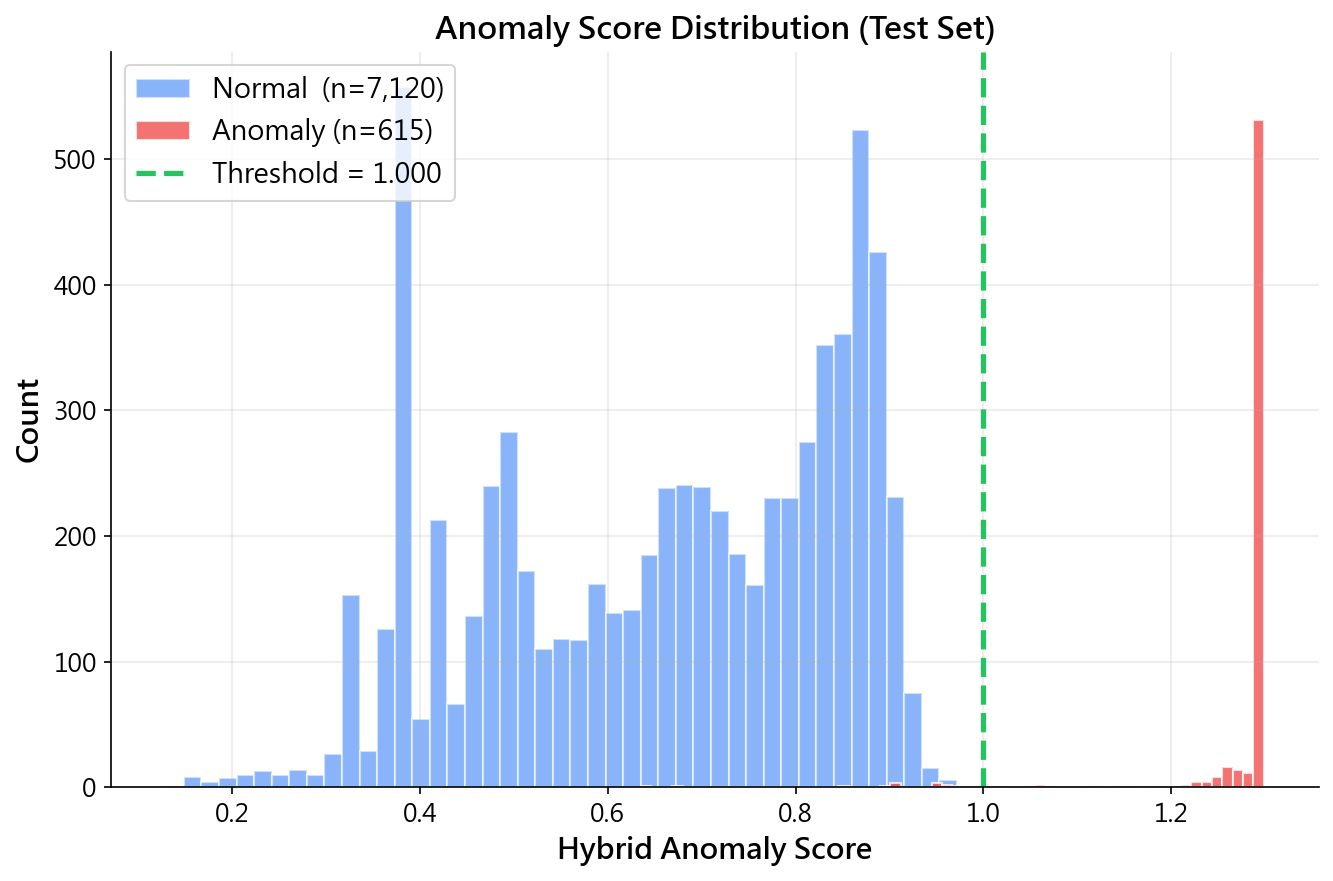 Anomaly Score Distribution (Test Set)
Normal (n=7,120)
Anomaly (n=615)
Threshold = 1.000
500
400
300
200
100
0
Count
0.2 0.4 0.6 0.8 1.0 1.2
Hybrid Anomaly Score